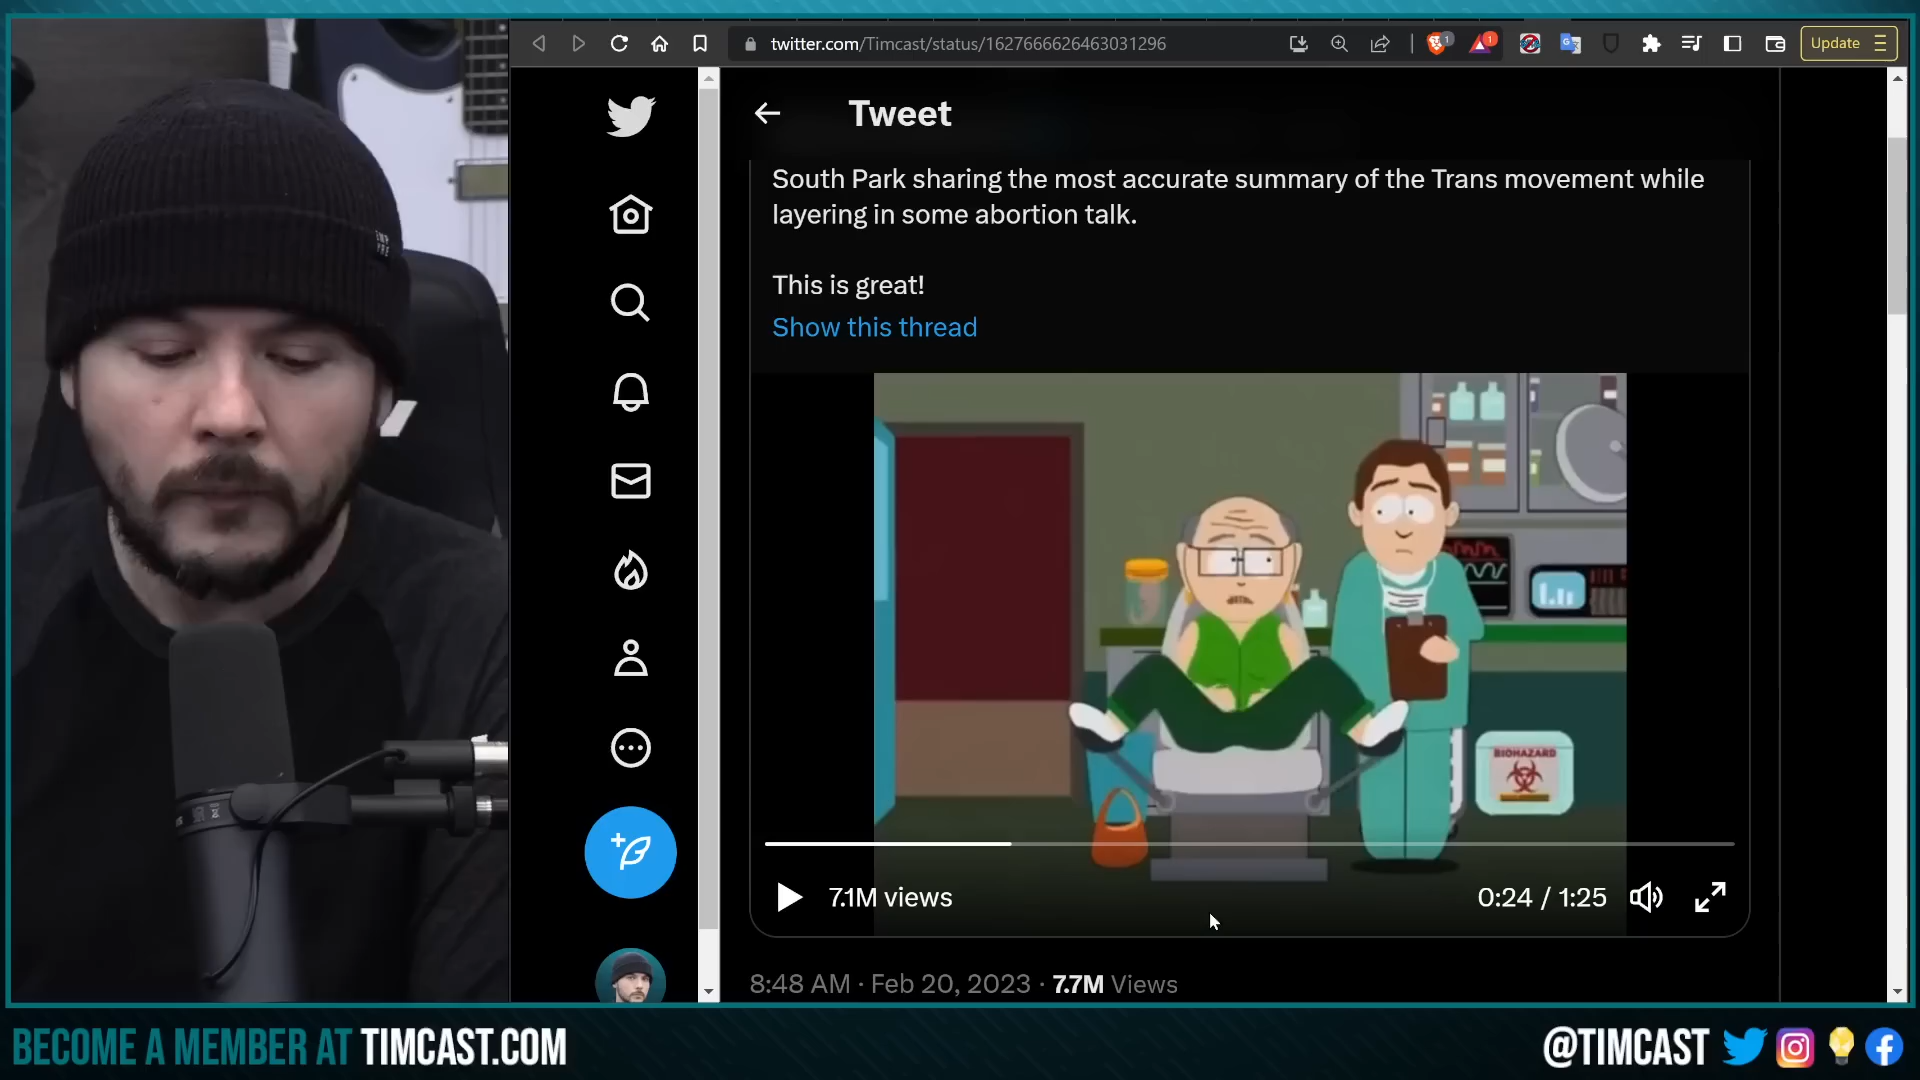 twitter.com/Timcast/status/1627666626463031296
1
1
Update
Tweet
South Park sharing the most accurate summary of the Trans movement while
layering in some abortion talk.
This is great!
Show this thread
BIOHAZARD
7.1M views
0:24 / 1:25
8:48 AM · Feb 20, 2023 · 7.7M Views
BECOME A MEMBER AT TIMCAST.COM
@TIMCAST